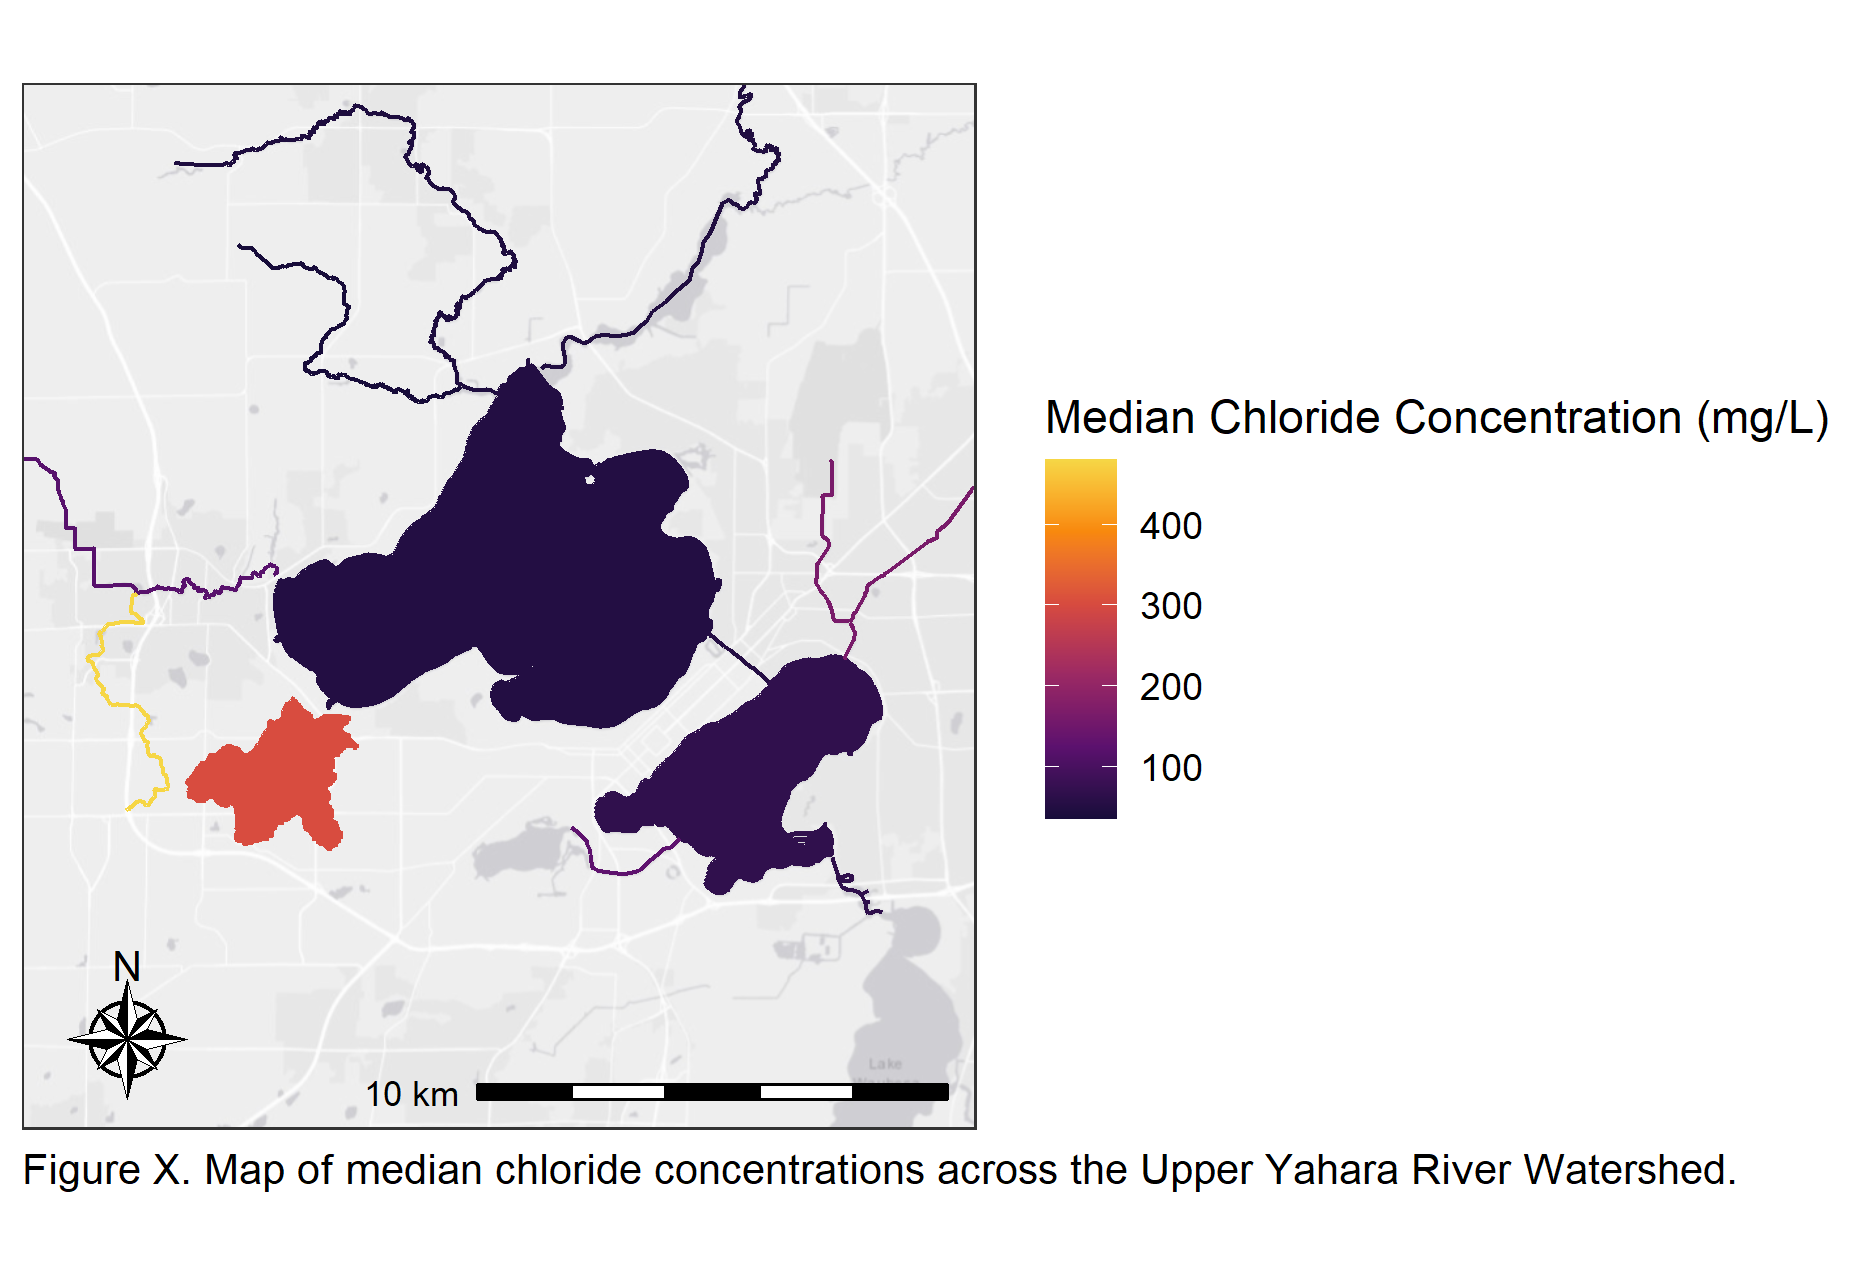 Median Chloride Concentration (mg/L)
400
300
200
100
N
Lake
10 km
Figure X. Map of median chloride concentrations across the Upper Yahara River Watershed.